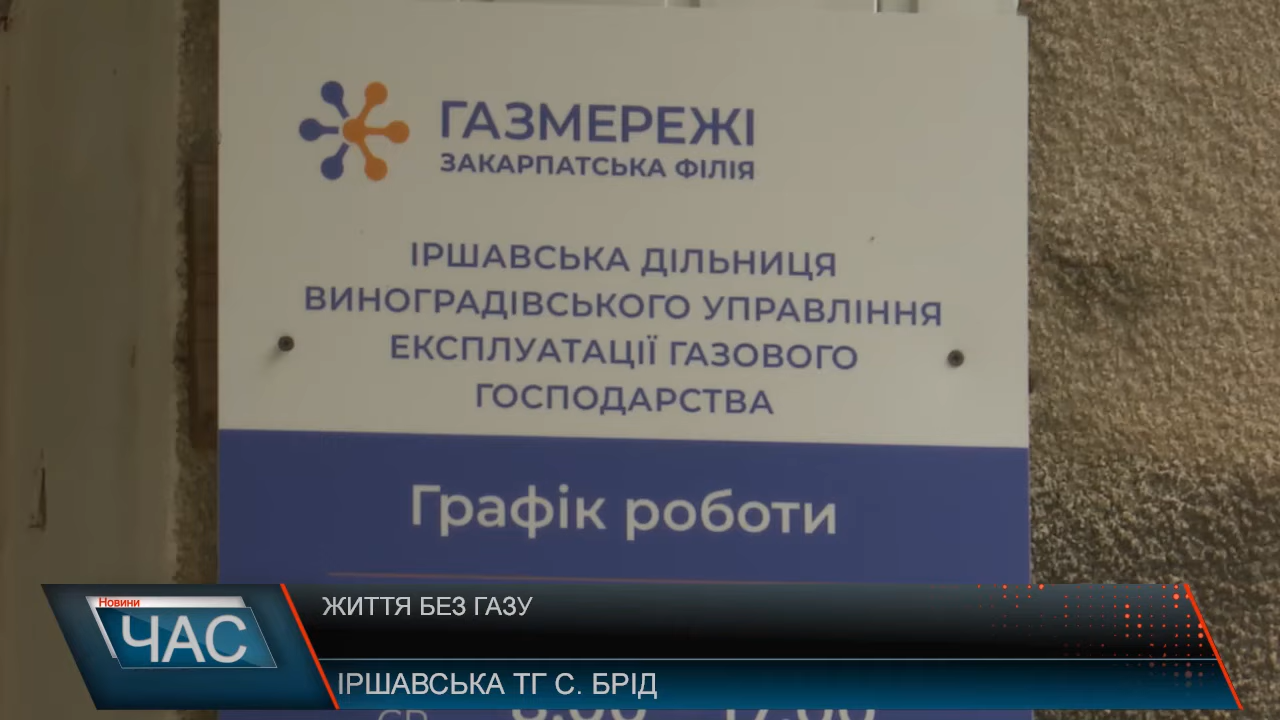 ГАЗМЕРЕЖІ
ЗАКАРПАТСЬКА ФІЛІЯ
ІРШАВСЬКА ДІЛЬНИЦЯ
ВИНОГРАДІВСЬКОГО УПРАВЛІННЯ
ЕКСПЛУАТАЦІЇ ГАЗОВОГО
ГОСПОДАРСТВА
Графік роботи
Новини
ЧАС
ЖИТТЯ БЕЗ ГАЗУ
ІРШАВСЬКА ТГ С. БРІД